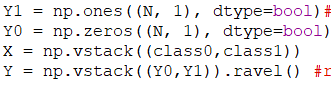 Y1 = np.ones((N, 1), dtype=bool)#
Y0 = np.zeros((N, 1), dtype=bool)
X = np.vstack((class0,class1))
Y = np.vstack((Y0,Y1)).ravel() #r